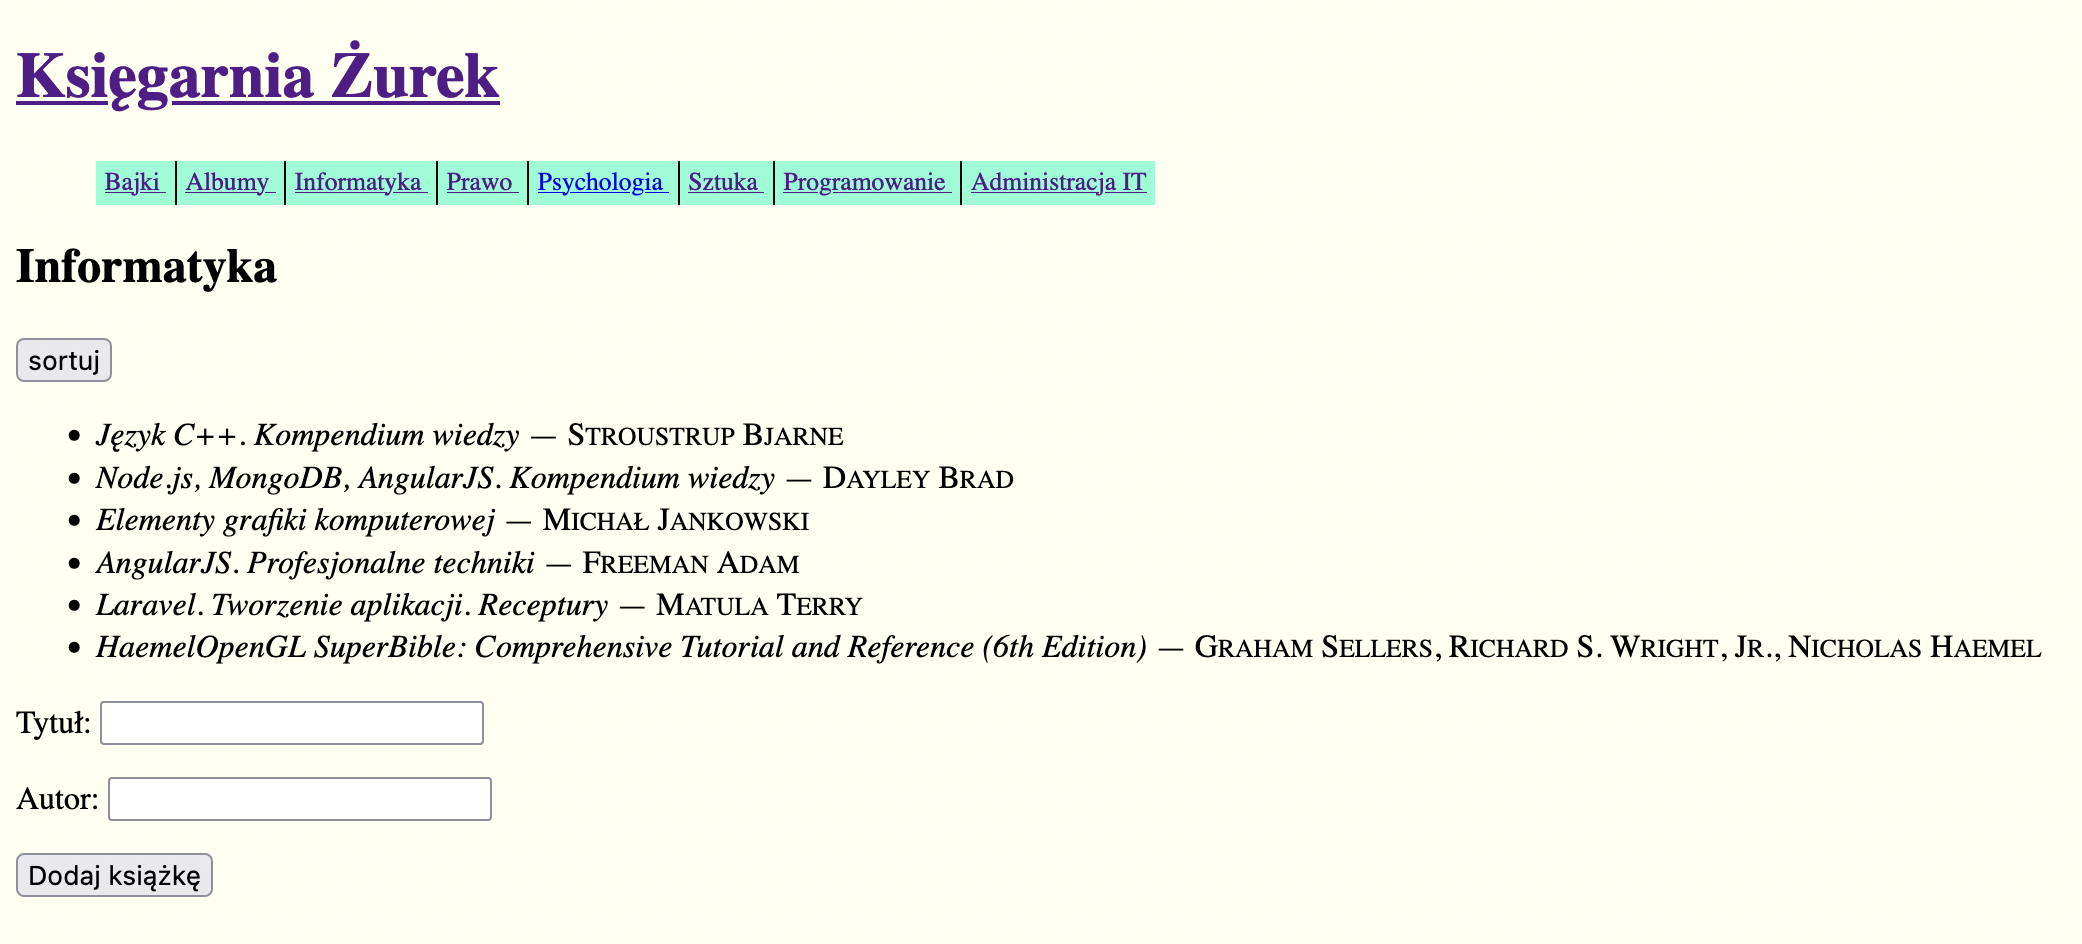 Księgarnia Żurek
Bajki Albumy Informatyka Prawo Psychologia Sztuka Programowanie Administracja IT
Informatyka
sortuj
Język C++. Kompendium wiedzy — Stroustrup Bjarne
Node.js, MongoDB, AngularJS. Kompendium wiedzy — Dayley Brad
Elementy grafiki komputerowej — Michał Jankowski
AngularJS. Profesjonalne techniki — Freeman Adam
Laravel. Tworzenie aplikacji. Receptury — Matula Terry
HaemelOpenGL SuperBible: Comprehensive Tutorial and Reference (6th Edition) — Graham Sellers, Richard S. Wright, Jr., Nicholas Haemel
Tytuł:
Autor:
Dodaj książkę